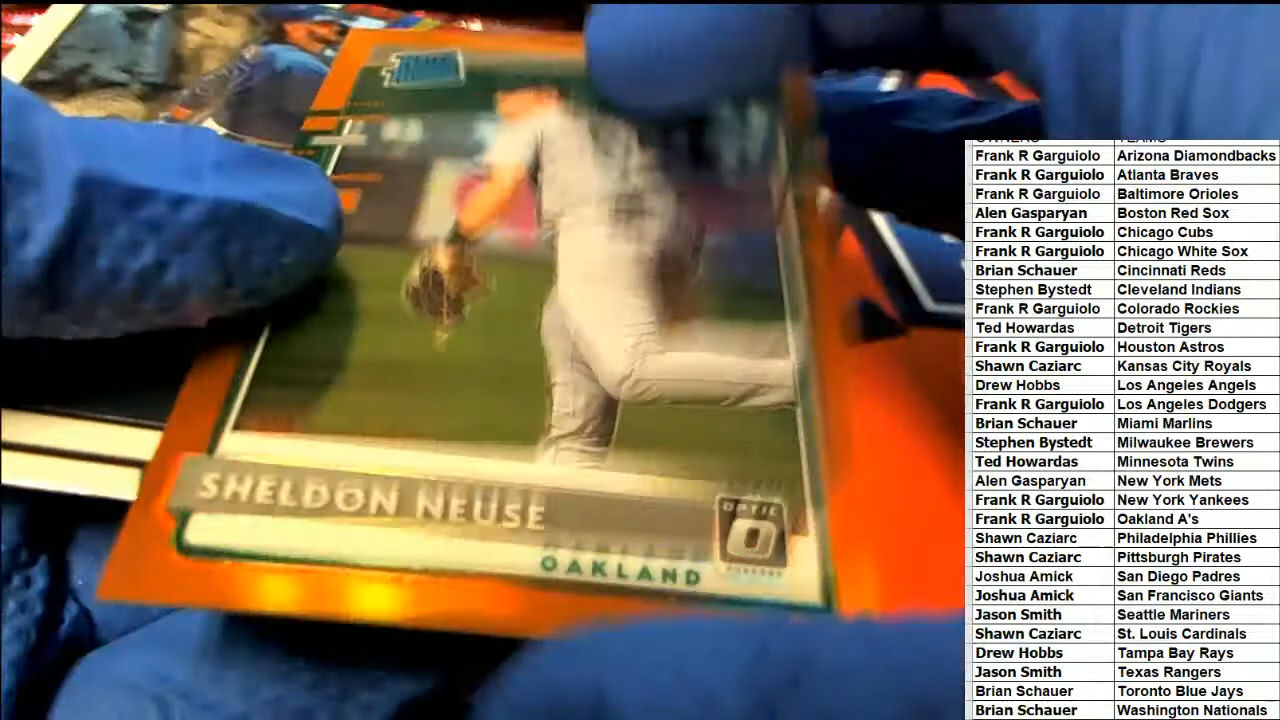 SHELDON NEUSE
OPTIC
OAKLAND
OWNERS TEAMS
Frank R Garguiolo Arizona Diamondbacks
Frank R Garguiolo Atlanta Braves
Frank R Garguiolo Baltimore Orioles
Alen Gasparyan Boston Red Sox
Frank R Garguiolo Chicago Cubs
Frank R Garguiolo Chicago White Sox
Brian Schauer Cincinnati Reds
Stephen Bystedt Cleveland Indians
Frank R Garguiolo Colorado Rockies
Ted Howardas Detroit Tigers
Frank R Garguiolo Houston Astros
Shawn Caziarc Kansas City Royals
Drew Hobbs Los Angeles Angels
Frank R Garguiolo Los Angeles Dodgers
Brian Schauer Miami Marlins
Stephen Bystedt Milwaukee Brewers
Ted Howardas Minnesota Twins
Alen Gasparyan New York Mets
Frank R Garguiolo New York Yankees
Frank R Garguiolo Oakland A's
Shawn Caziarc Philadelphia Phillies
Shawn Caziarc Pittsburgh Pirates
Joshua Amick San Diego Padres
Joshua Amick San Francisco Giants
Jason Smith Seattle Mariners
Shawn Caziarc St. Louis Cardinals
Drew Hobbs Tampa Bay Rays
Jason Smith Texas Rangers
Brian Schauer Toronto Blue Jays
Brian Schauer Washington Nationals